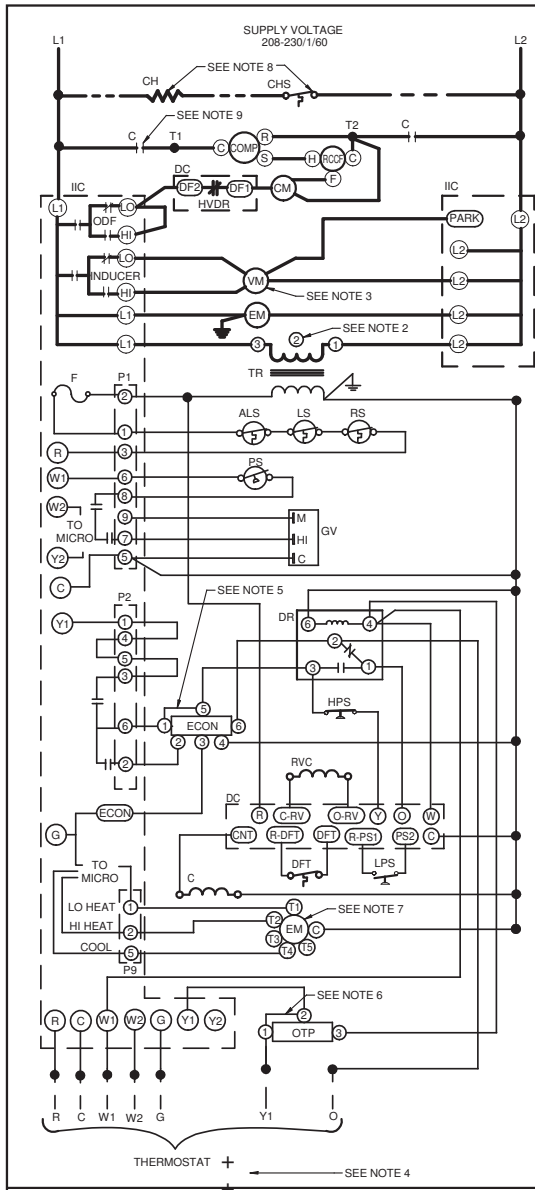 SUPPLY VOLTAGE
208-230/1/60
L1 L2
SEE NOTE 8
CH CHS
SEE NOTE 9
C T1 C COMP R S H RCCF C T2 C
DC
DF2 DF1 CM F
HVDR
IIC IIC
L1 LO PARK L2
ODF
HI L2
LO
INDUCER VM L2
HI SEE NOTE 3
L1 EM L2
SEE NOTE 2
2
L1 3 1 L2
TR
F P1
2
ALS LS RS
1
R 3
W1 6 PS
W2 8
TO
MICRO
9 M
GV
Y2 7 HI
C 5 C
P2
SEE NOTE 5
Y1 1 DR 6 4
4 2
5 5 3 1
3
HPS
6 1 ECON 6
2 3 4
2 RVC
DC
R C-RV O-RV Y O W
ECON CNT R-DFT DFT R-PS1 PS2 C
G
DFT LPS
TO
MICRO
C
LO HEAT 1 T1 SEE NOTE 7
HI HEAT 2 T2 EM C
T3 T5
COOL 5 T4
P9
SEE NOTE 6
R C W1 W2 G Y1 Y2 2
1 OTP 3
R C W1 W2 G Y1 O
THERMOSTAT +
SEE NOTE 4